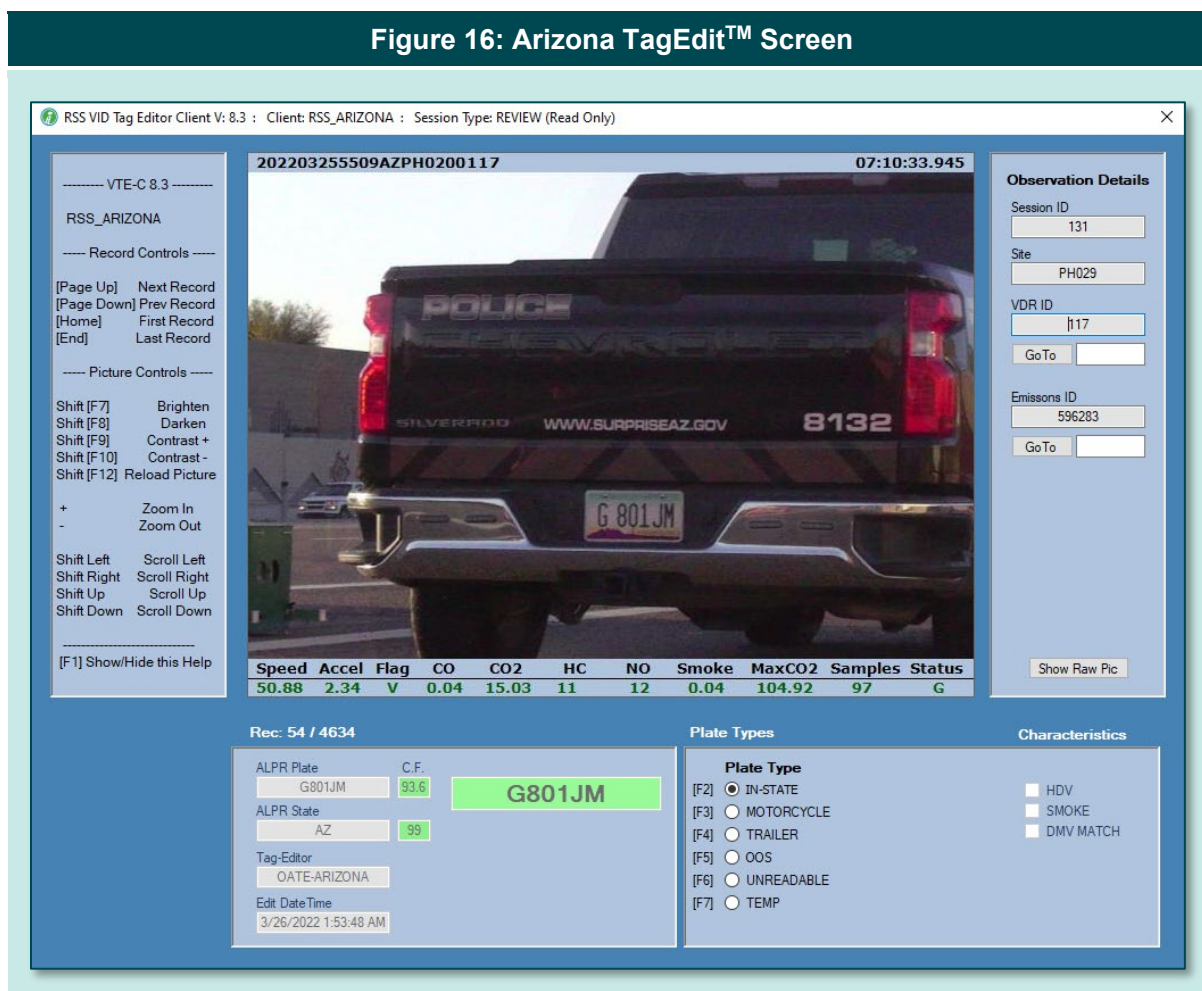 Figure 16: Arizona TagEdit™ Screen
RSS VID Tag Editor Client V: 8.3 : Client: RSS_ARIZONA : Session Type: REVIEW (Read Only)
--------- VTE-C 8.3 ---------
RSS_ARIZONA
----- Record Controls -----
[Page Up] Next Record
[Page Down] Prev Record
[Home] First Record
[End] Last Record
----- Picture Controls -----
Shift [F7] Brighten
Shift [F8] Darken
Shift [F9] Contrast +
Shift [F10] Contrast -
Shift [F12] Reload Picture
+ Zoom In
- Zoom Out
Shift Left Scroll Left
Shift Right Scroll Right
Shift Up Scroll Up
Shift Down Scroll Down
-----------------------------
[F1] Show/Hide this Help
202203255509AZPH0200117 07:10:33.945
POLICE
CHEVROLET
SILVERADO WWW.SURPRISEAZ.GOV 8132
G 801JM
Speed Accel Flag CO CO2 HC NO Smoke MaxCO2 Samples Status
50.88 2.34 V 0.04 15.03 11 12 0.04 104.92 97 G
Observation Details
Session ID
131
Site
PH029
VDR ID
117
GoTo
Emissons ID
596283
GoTo
Show Raw Pic
Rec: 54 / 4634
ALPR Plate C.F.
G801JM 93.6
G801JM
ALPR State
AZ 99
Tag-Editor
OATE-ARIZONA
Edit DateTime
3/26/2022 1:53:48 AM
Plate Types
Plate Type
[F2] IN-STATE
[F3] MOTORCYCLE
[F4] TRAILER
[F5] OOS
[F6] UNREADABLE
[F7] TEMP
Characteristics
HDV
SMOKE
DMV MATCH